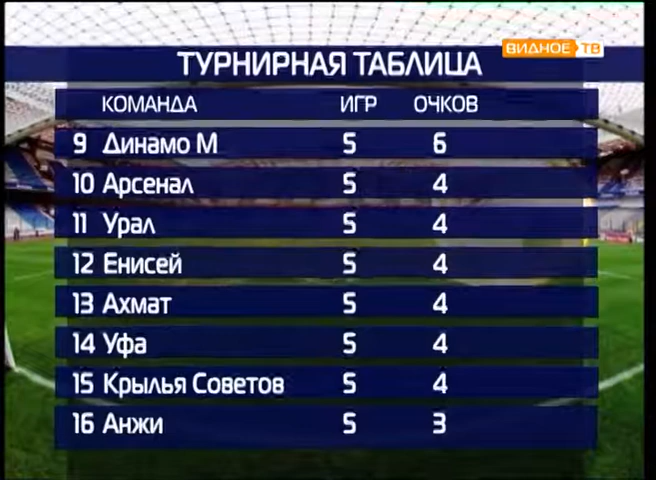 ВИДНОЕ ТВ
ТУРНИРНАЯ ТАБЛИЦА
КОМАНДА ИГР ОЧКОВ
9 Динамо М 5 6
10 Арсенал 5 4
11 Урал 5 4
12 Енисей 5 4
13 Ахмат 5 4
14 Уфа 5 4
15 Крылья Советов 5 4
16 Анжи 5 3